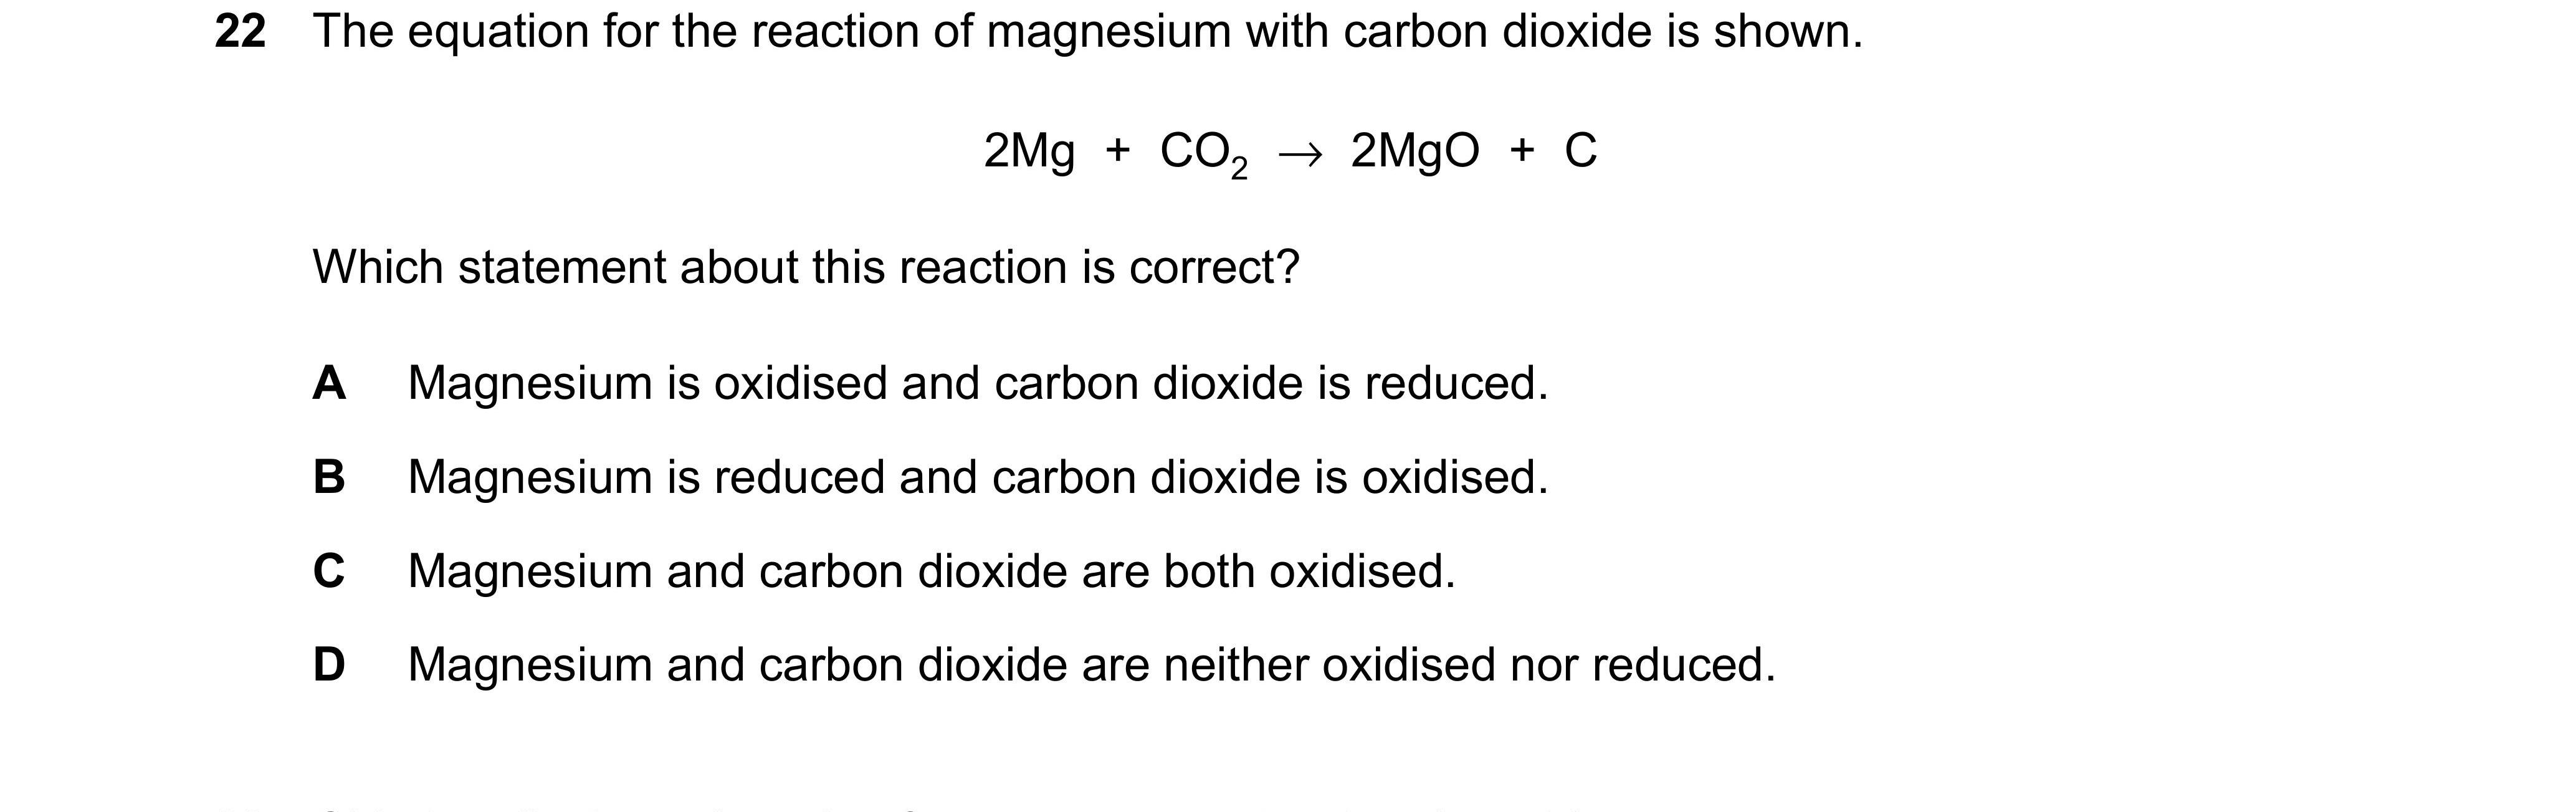 22 The equation for the reaction of magnesium with carbon dioxide is shown.
2Mg + CO₂ → 2MgO + C
Which statement about this reaction is correct?
A Magnesium is oxidised and carbon dioxide is reduced.
B Magnesium is reduced and carbon dioxide is oxidised.
C Magnesium and carbon dioxide are both oxidised.
D Magnesium and carbon dioxide are neither oxidised nor reduced.